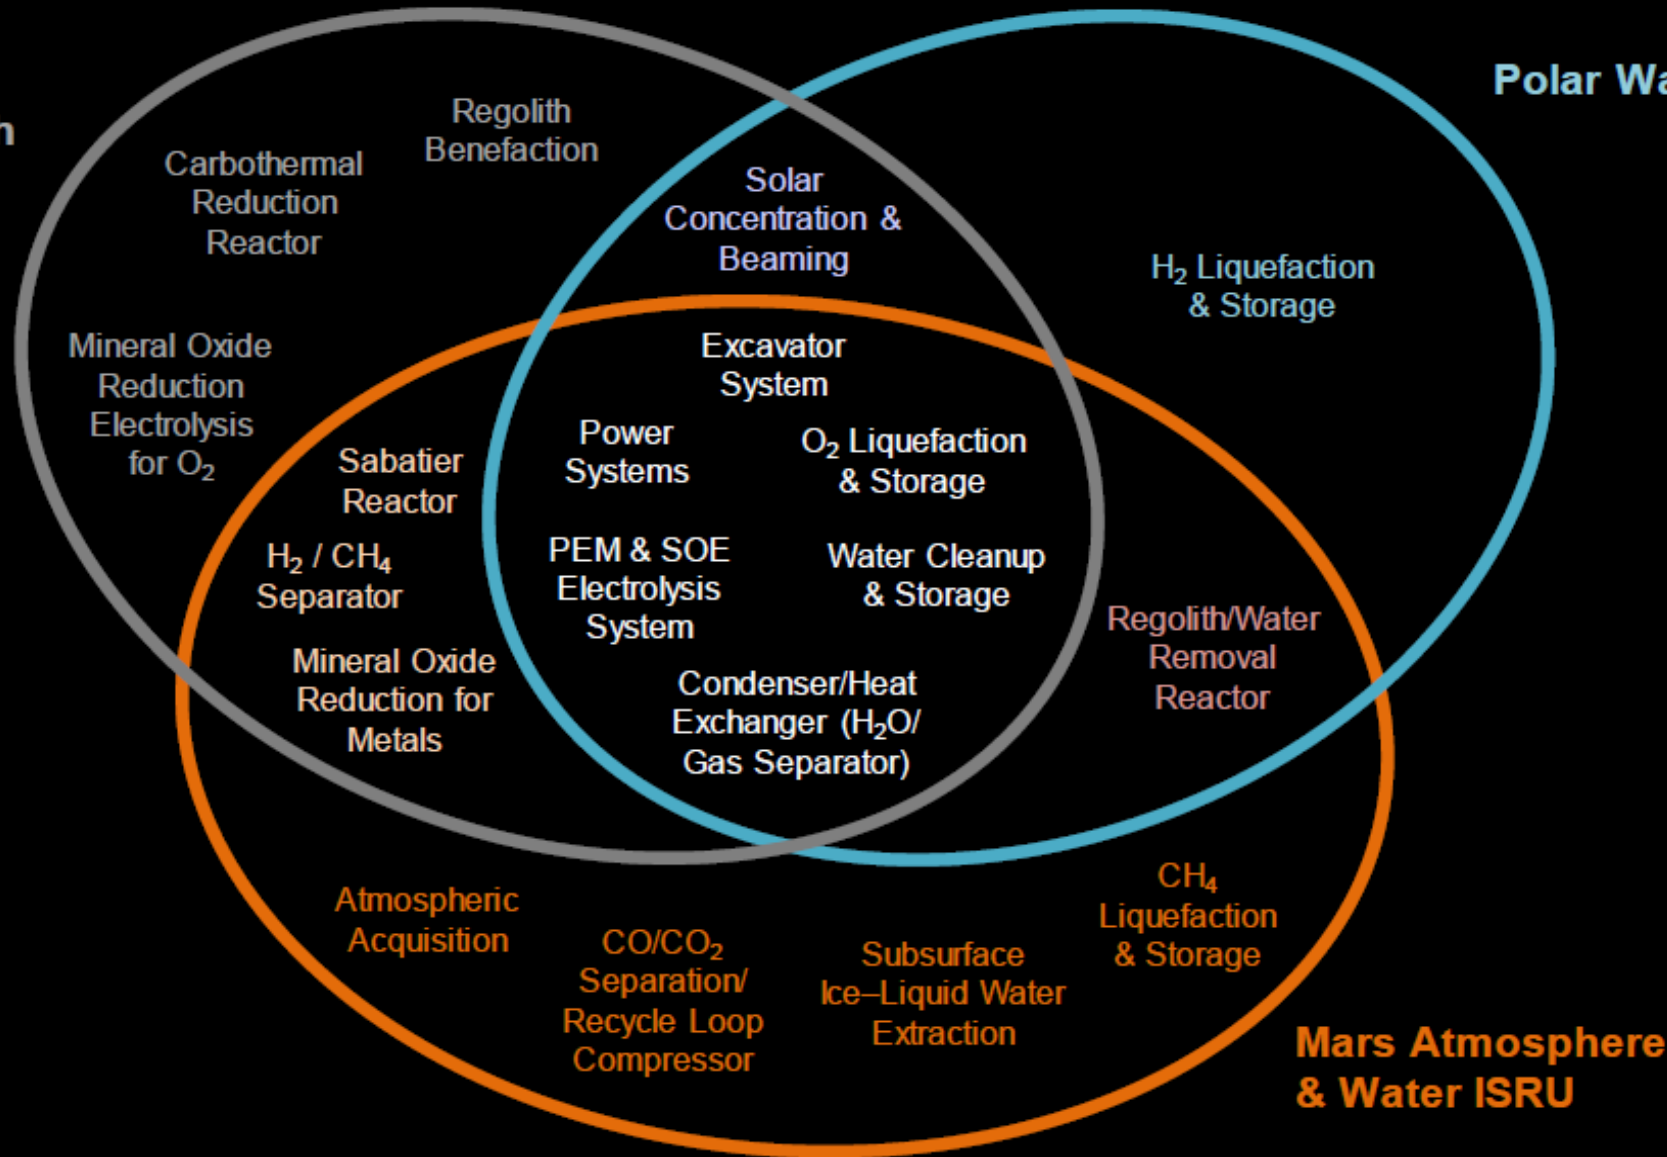 Polar Wa
n
Regolith
Benefaction
Carbothermal
Reduction
Reactor
Solar
Concentration &
Beaming
H₂ Liquefaction
& Storage
Mineral Oxide
Reduction
Electrolysis
for O₂
Excavator
System
Power
Systems
O₂ Liquefaction
& Storage
Sabatier
Reactor
H₂ / CH₄
Separator
PEM & SOE
Electrolysis
System
Water Cleanup
& Storage
Mineral Oxide
Reduction for
Metals
Condenser/Heat
Exchanger (H₂O/
Gas Separator)
Regolith/Water
Removal
Reactor
Atmospheric
Acquisition
CO/CO₂
Separation/
Recycle Loop
Compressor
Subsurface
Ice–Liquid Water
Extraction
CH₄
Liquefaction
& Storage
Mars Atmosphere
& Water ISRU